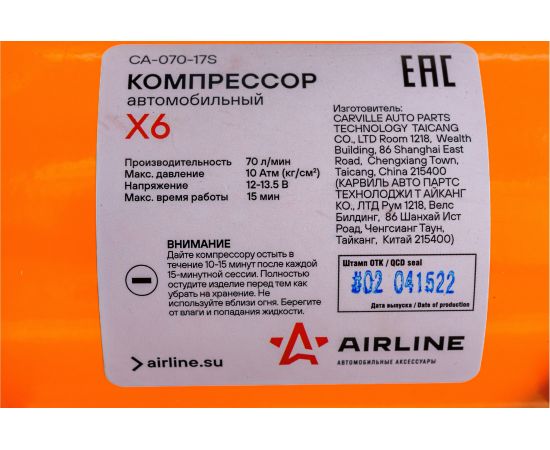 CA-070-17S
КОМПРЕССОР
автомобильный
X6
Производительность 70 л/мин
Макс. давление 10 Атм (кг/см²)
Напряжение 12-13.5 В
Макс. время работы 15 мин
ВНИМАНИЕ
Дайте компрессору остыть в
течение 10-15 минут после каждой
15-минутной сессии. Полностью
остудите изделие перед тем как
убрать на хранение. Не
используйте вблизи огня. Берегите
от влаги и попадания жидкости.
airline.su
EAC
Изготовитель:
CARVILLE AUTO PARTS
TECHNOLOGY TAICANG
CO., LTD Room 1218, Wealth
Building, 86 Shanghai East
Road, Chengxiang Town,
Taicang, China 215400
(КАРВИЛЬ АВТО ПАРТС
ТЕХНОЛОДЖИ Т АЙКАНГ
КО., ЛТД Рум 1218, Велс
Билдинг, 86 Шанхай Ист
Роад, Ченгсианг Таун,
Тайканг, Китай 215400)
Штамп ОТК / QCD seal
#02 041522
Дата выпуска / Date of production
AIRLINE
АВТОМОБИЛЬНЫЕ АКСЕССУАРЫ